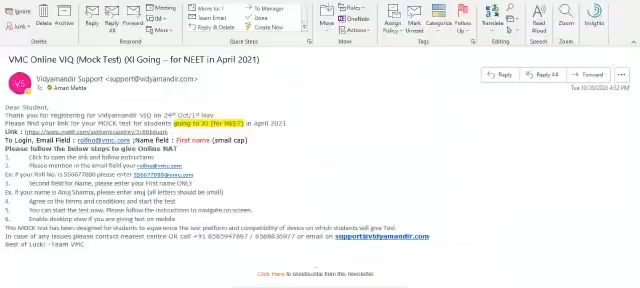 Ignore
Junk
Delete
Archive
Reply
Reply All
Forward
Meeting
IM
More
Move to: ?
Team Email
Reply & Delete
To Manager
Done
Create New
Move
Rules
OneNote
Actions
Assign Policy
Mark Unread
Categorize
Follow Up
Translate
Read Aloud
Zoom
Insights
Delete
Respond
Quick Steps
Move
Tags
Editing
Speech
Zoom
VMC Online VIQ (Mock Test) (XI Going – for NEET in April 2021)
VS
Vidyamandir Support <support@vidyamandir.com>
To Aman Mehta
Reply
Reply All
Forward
Tue 10/20/2020 4:52 PM
Dear Student,
Thank you for registering for Vidyamandir VIQ on 24th Oct/1st Nov
Please find your link for your MOCK test for students going to XI (for NEET) in April 2021
Link :
To Login, Email Field : rollno@vmc.com ;Name field : First name (small cap)
Please follow the below steps to give Online NAT
1. Click to open the link and follow instructions
2. Please mention in the email field your rollno@vmc.com
Ex: if your Roll No: is 556677880 please enter 556677880@vmc.com
3. Second field for Name, please enter your First name ONLY
Ex. if your name is Anuj Sharma, please enter anuj (all letters should be small)
4. Agree to the terms and conditions and start the test
5. You can start the test now. Please follow the instructions to navigate on screen.
6. Enable desktop view if you are giving test on mobile
This MOCK test has been designed for students to experience the test platform and compatibility of device on which students will give Test
In case of any issues please contact nearest centre OR call +91 8585947897 / 6588836977 or email on support@vidyamandir.com
Best of Luck! -Team VMC
Click Here to unsubscribe from this newsletter.